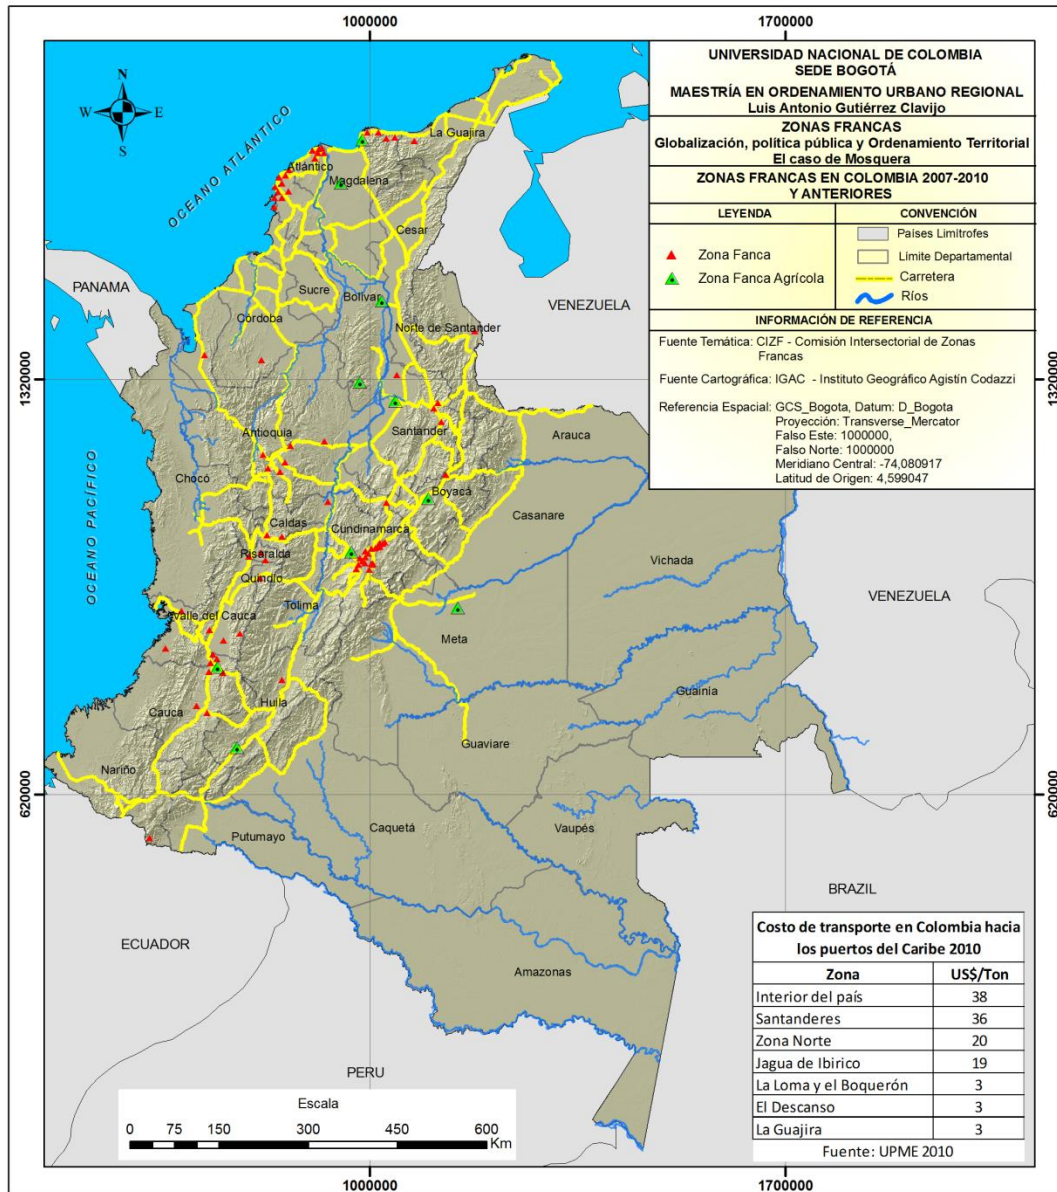 1000000
1700000
UNIVERSIDAD NACIONAL DE COLOMBIA
SEDE BOGOTÁ
MAESTRÍA EN ORDENAMIENTO URBANO REGIONAL
Luis Antonio Gutiérrez Clavijo
ZONAS FRANCAS
Globalización, política pública y Ordenamiento Territorial
El caso de Mosquera
ZONAS FRANCAS EN COLOMBIA 2007-2010
Y ANTERIORES
LEYENDA
CONVENCIÓN
Zona Fanca
Zona Fanca Agrícola
Países Limítrofes
Límite Departamental
Carretera
Ríos
INFORMACIÓN DE REFERENCIA
Fuente Temática: CIZF - Comisión Intersectorial de Zonas
Francas
Fuente Cartográfica: IGAC - Instituto Geográfico Agistín Codazzi
Referencia Espacial: GCS_Bogota, Datum: D_Bogota
Proyección: Transverse_Mercator
Falso Este: 1000000,
Falso Norte: 1000000
Meridiano Central: -74,080917
Latitud de Origen: 4,599047
N
W
E
S
OCEANO ATLÁNTICO
La Guajira
Atlántico
Magdalena
Cesar
PANAMA
Sucre
Bolívar
VENEZUELA
Córdoba
Norte de Santander
1320000
1320000
Antioquia
Santander
Arauca
OCEANO PACÍFICO
Chocó
Boyacá
Casanare
Caldas
Cundinamarca
Risaralda
Vichada
Quindío
Tolima
VENEZUELA
Valle del Cauca
Meta
Guainía
Cauca
Huila
Guaviare
Nariño
620000
620000
Putumayo
Caquetá
Vaupés
BRAZIL
ECUADOR
Amazonas
PERU
Costo de transporte en Colombia hacia
los puertos del Caribe 2010
Zona US$/Ton
Interior del país 38
Santanderes 36
Zona Norte 20
Jagua de Ibirico 19
La Loma y el Boquerón 3
El Descanso 3
La Guajira 3
Fuente: UPME 2010
Escala
0 75 150 300 450 600
Km
1000000
1700000